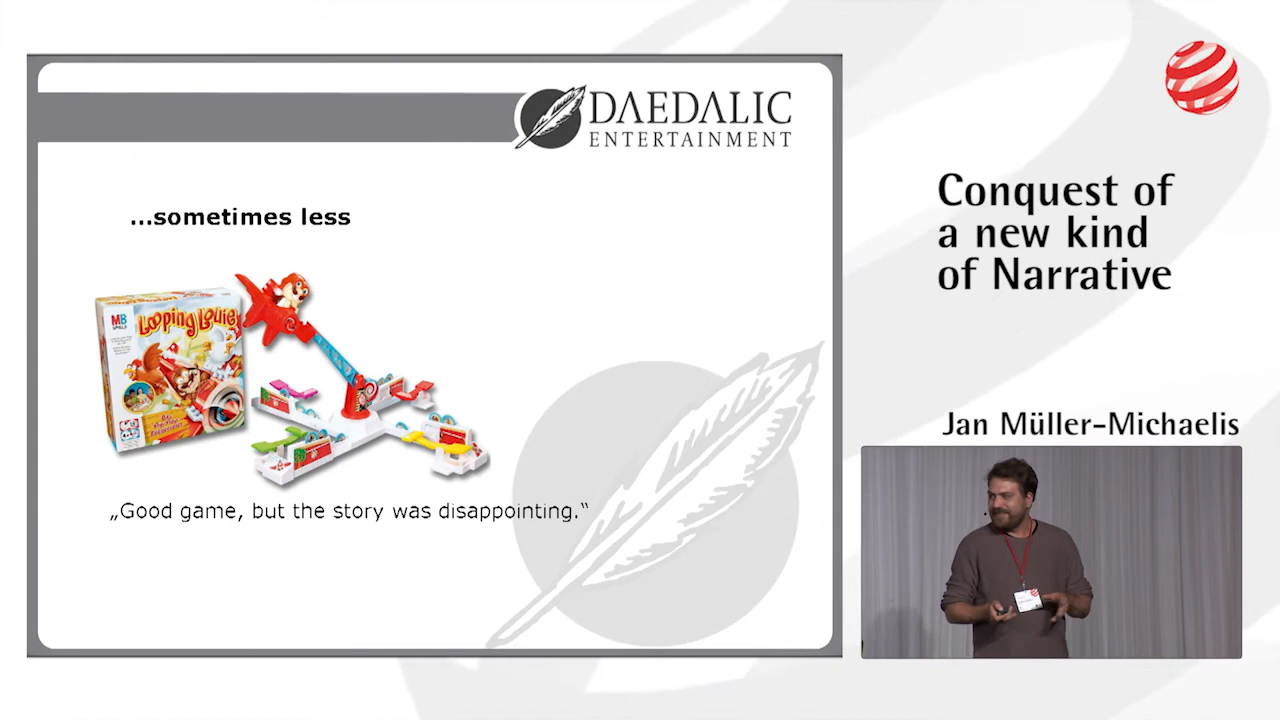 DAEDALIC
ENTERTAINMENT
...sometimes less
MB
Looping Louie
„Good game, but the story was disappointing.“
Conquest of
a new kind
of Narrative
Jan Müller-Michaelis